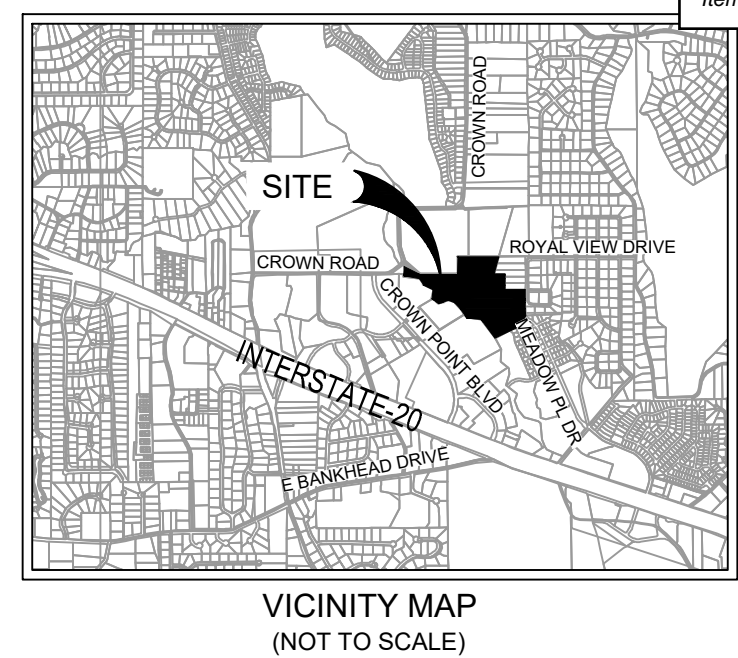 Item
CROWN ROAD
SITE
ROYAL VIEW DRIVE
CROWN ROAD
CROWN POINT BLVD
MEADOW PL DR
INTERSTATE-20
E BANKHEAD DRIVE
VICINITY MAP
(NOT TO SCALE)